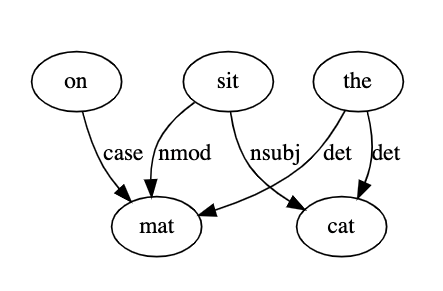 on sit the
case nmod nsubj det det
mat cat